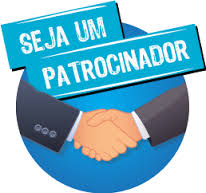 SEJA UM
PATROCINADOR